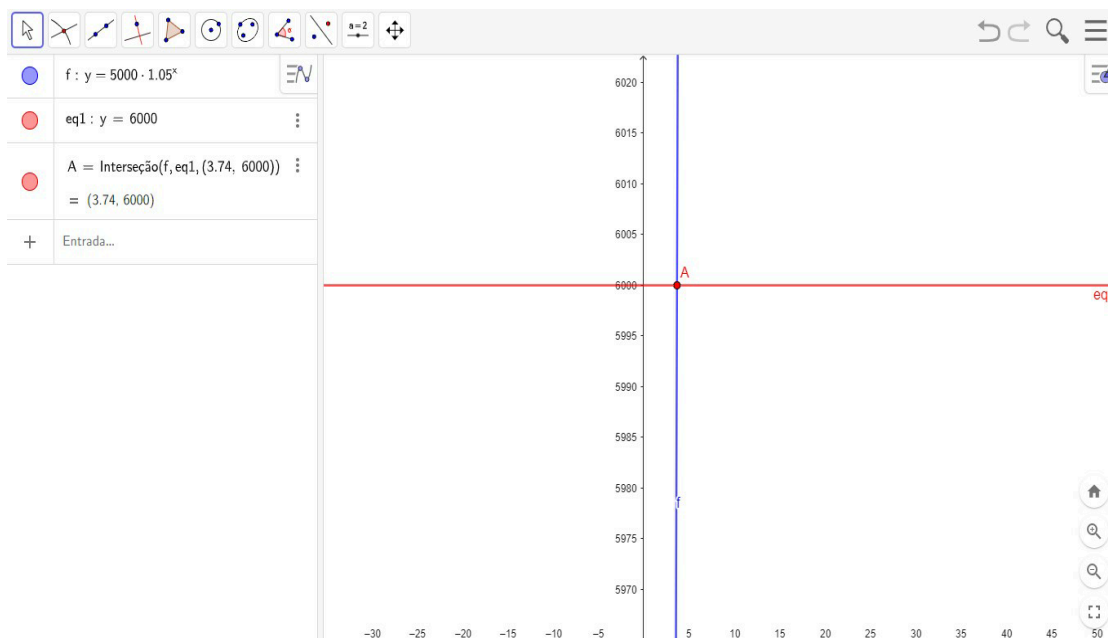 a=2
f : y = 5000 · 1.05ˣ
eq1 : y = 6000
A = Interseção(f, eq1, (3.74, 6000))
= (3.74, 6000)
+ Entrada...
6020
6015
6010
6005
A
6000
eq
5995
5990
5985
5980
f
5975
5970
−30 −25 −20 −15 −10 −5 5 10 15 20 25 30 35 40 45 50